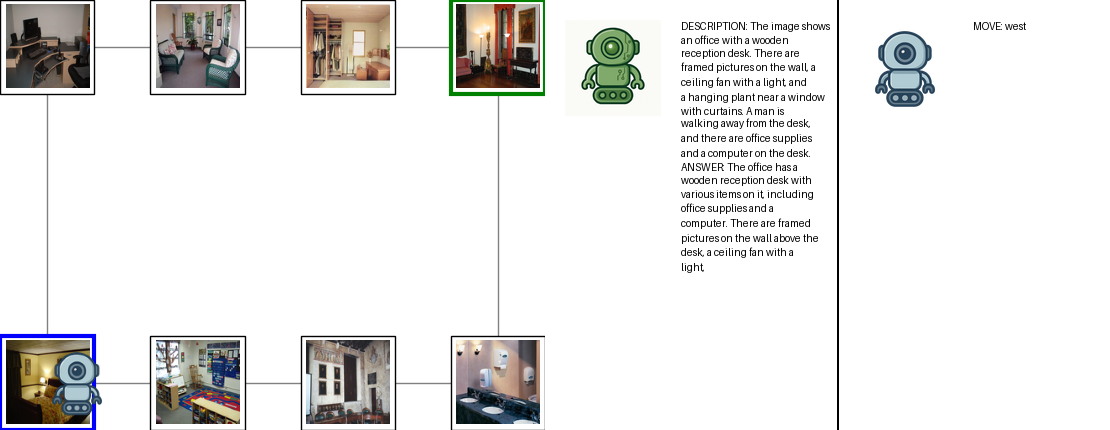 DESCRIPTION: The image shows
an office with a wooden
reception desk. There are
framed pictures on the wall, a
ceiling fan with a light, and
a hanging plant near a window
with curtains. A man is
walking away from the desk,
and there are office supplies
and a computer on the desk.
ANSWER: The office has a
wooden reception desk with
various items on it, including
office supplies and a
computer. There are framed
pictures on the wall above the
desk, a ceiling fan with a
light,
MOVE: west